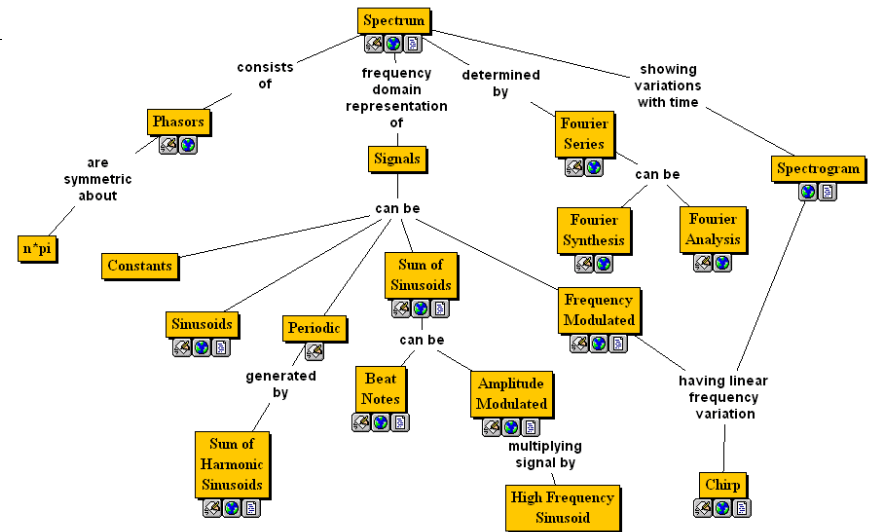 Spectrum
consists
of
frequency
domain
representation
of
determined
by
showing
variations
with time
Phasors
Fourier
Series
are
symmetric
about
Signals
can be
Spectrogram
n*pi
can be
Fourier
Synthesis
Fourier
Analysis
Constants
Sum of
Sinusoids
Sinusoids
Periodic
Frequency
Modulated
can be
generated
by
Beat
Notes
Amplitude
Modulated
having linear
frequency
variation
Sum of
Harmonic
Sinusoids
multiplying
signal by
High Frequency
Sinusoid
Chirp